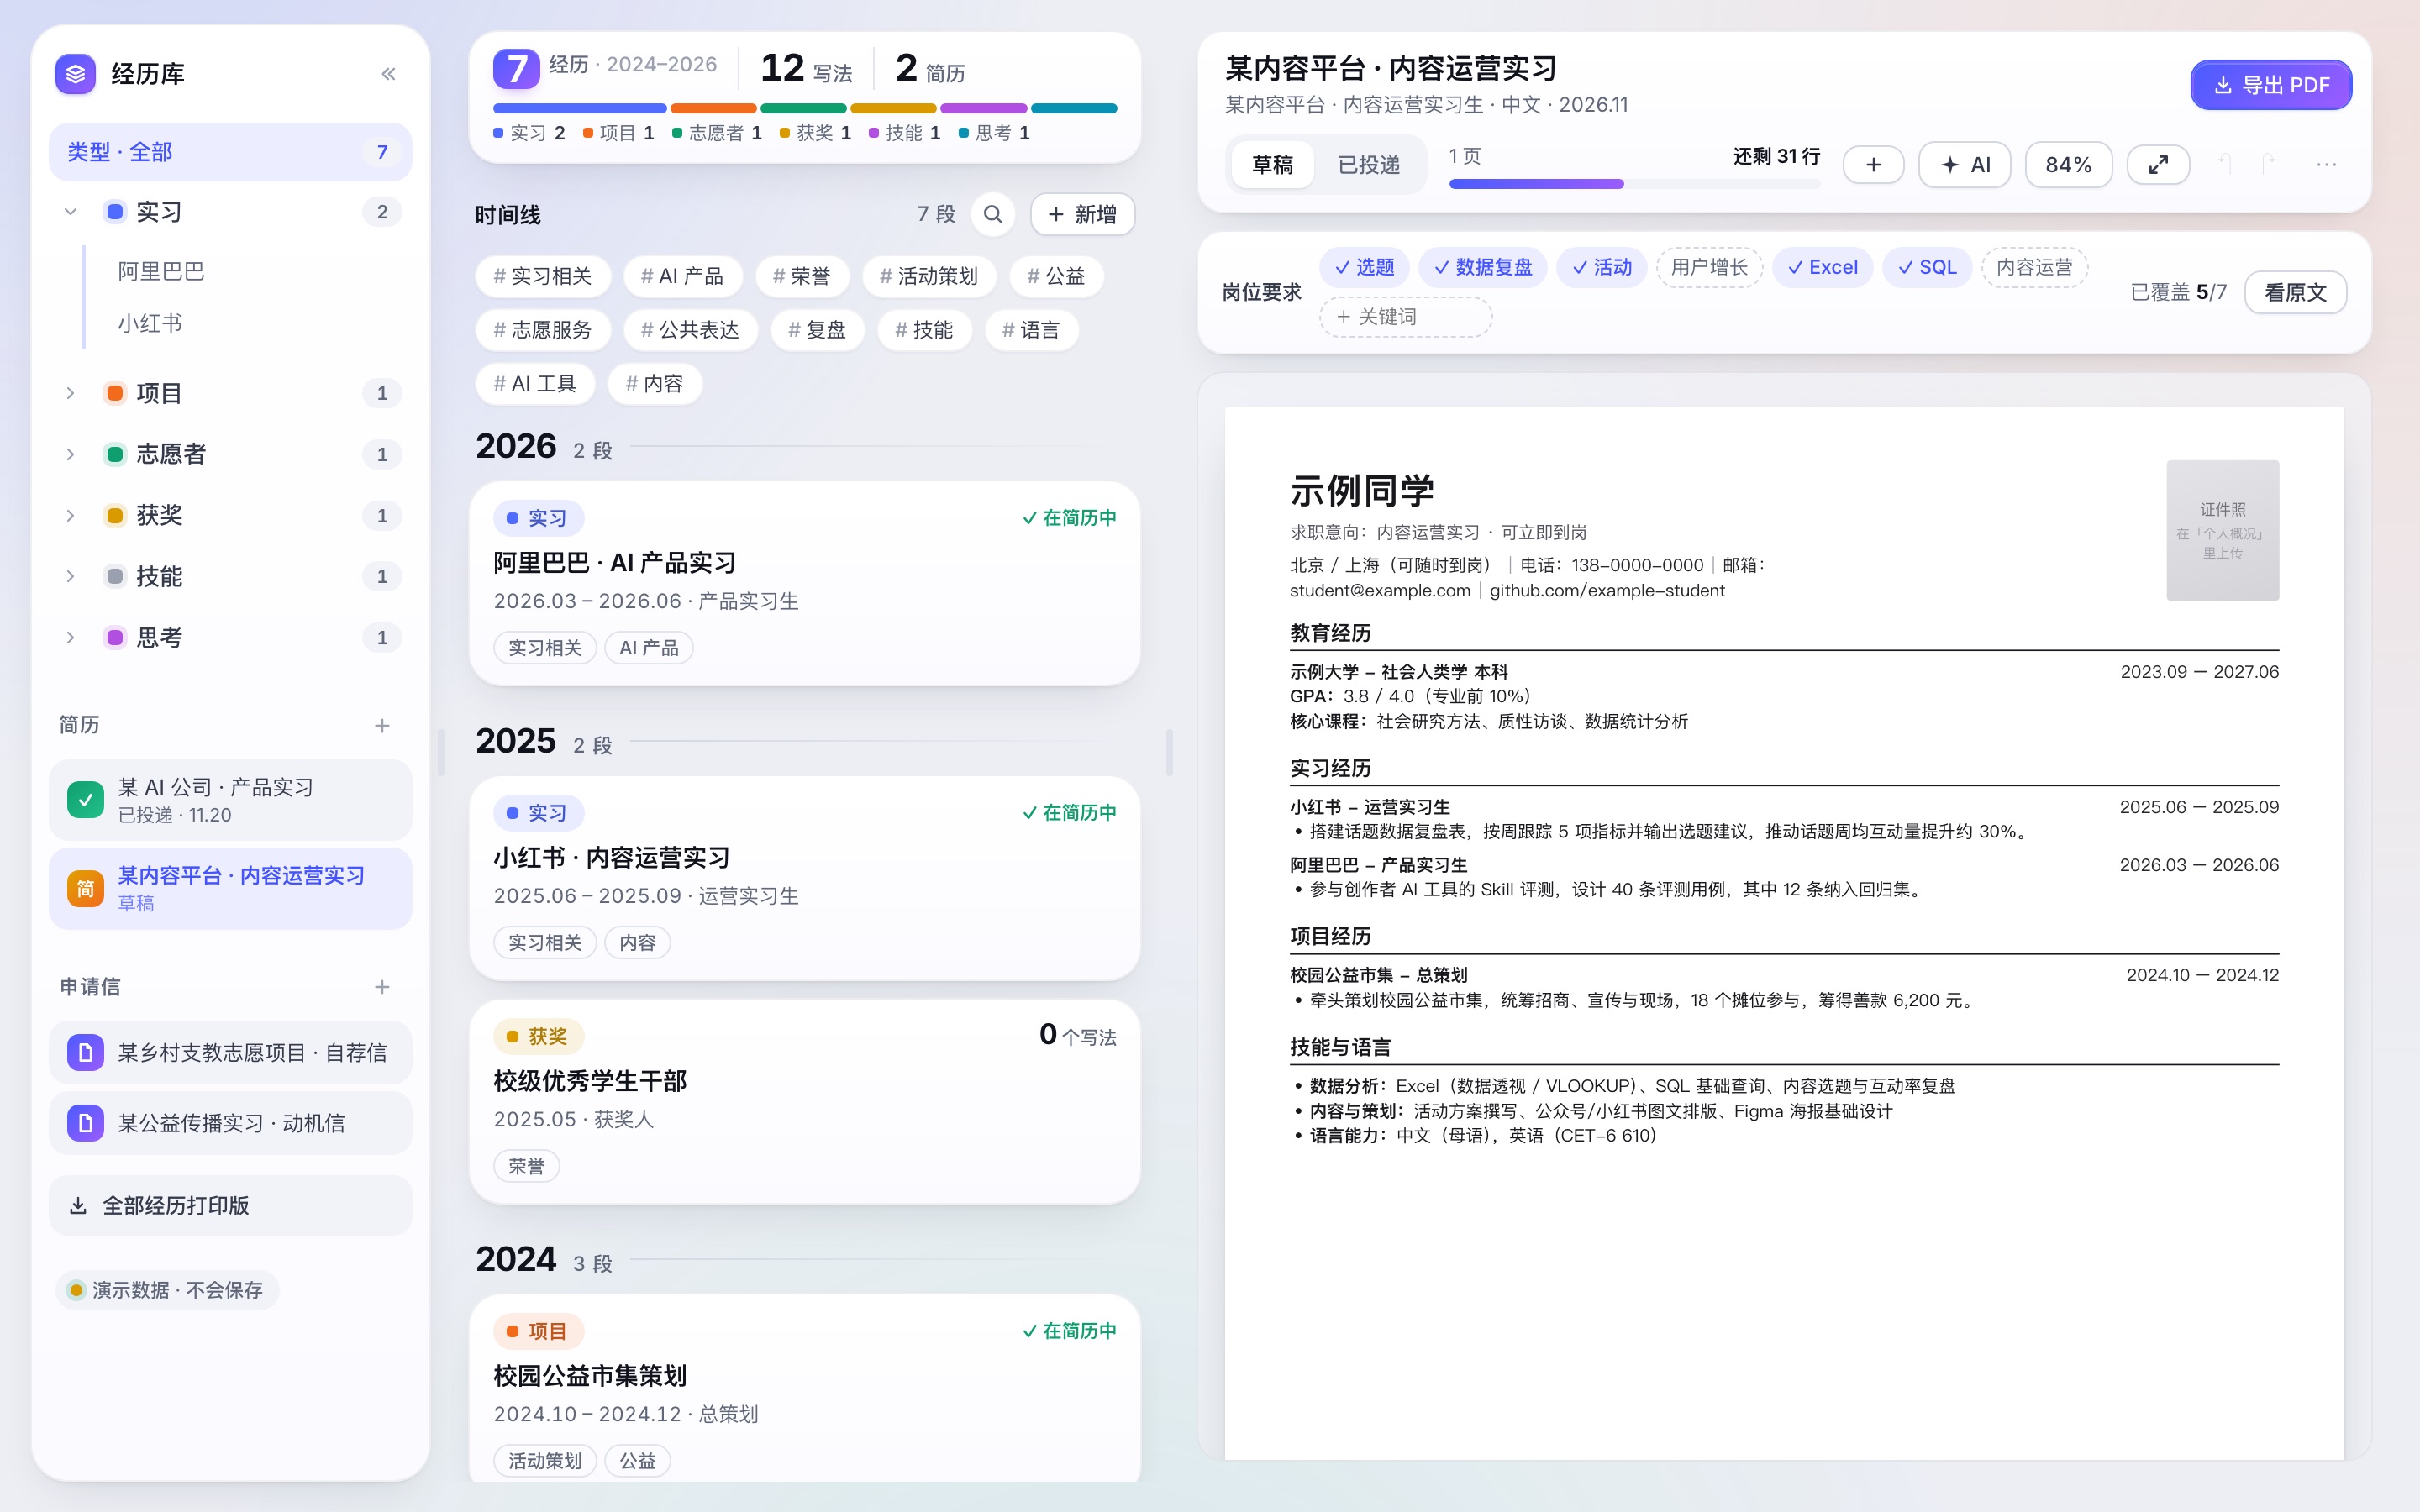 经历库
类型 · 全部 7
实习 2
阿里巴巴
小红书
项目 1
志愿者 1
获奖 1
技能 1
思考 1
简历
某 AI 公司 · 产品实习
已投递 · 11.20
简 某内容平台 · 内容运营实习
草稿
申请信
某乡村支教志愿项目 · 自荐信
某公益传播实习 · 动机信
全部经历打印版
演示数据 · 不会保存
7 经历 · 2024–2026 12 写法 2 简历
实习 2 项目 1 志愿者 1 获奖 1 技能 1 思考 1
时间线 7 段 + 新增
# 实习相关 # AI 产品 # 荣誉 # 活动策划 # 公益
# 志愿服务 # 公共表达 # 复盘 # 技能 # 语言
# AI 工具 # 内容
2026 2 段
实习 ✓ 在简历中
阿里巴巴 · AI 产品实习
2026.03 – 2026.06 · 产品实习生
实习相关 AI 产品
2025 2 段
实习 ✓ 在简历中
小红书 · 内容运营实习
2025.06 – 2025.09 · 运营实习生
实习相关 内容
获奖 0 个写法
校级优秀学生干部
2025.05 · 获奖人
荣誉
2024 3 段
项目 ✓ 在简历中
校园公益市集策划
2024.10 – 2024.12 · 总策划
活动策划 公益
某内容平台 · 内容运营实习
某内容平台 · 内容运营实习生 · 中文 · 2026.11
导出 PDF
草稿 已投递 1 页 还剩 31 行 + AI 84% ···
岗位要求 ✓ 选题 ✓ 数据复盘 ✓ 活动 用户增长 ✓ Excel ✓ SQL 内容运营
+ 关键词
已覆盖 5/7 看原文
示例同学
求职意向：内容运营实习 · 可立即到岗
北京 / 上海（可随时到岗）｜电话：138-0000-0000｜邮箱：
student@example.com｜github.com/example-student
证件照
在「个人概况」
里上传
教育经历
示例大学 – 社会人类学 本科 2023.09 — 2027.06
GPA：3.8 / 4.0（专业前 10%）
核心课程：社会研究方法、质性访谈、数据统计分析
实习经历
小红书 – 运营实习生 2025.06 — 2025.09
• 搭建话题数据复盘表，按周跟踪 5 项指标并输出选题建议，推动话题周均互动量提升约 30%。
阿里巴巴 – 产品实习生 2026.03 — 2026.06
• 参与创作者 AI 工具的 Skill 评测，设计 40 条评测用例，其中 12 条纳入回归集。
项目经历
校园公益市集 – 总策划 2024.10 — 2024.12
• 牵头策划校园公益市集，统筹招商、宣传与现场，18 个摊位参与，筹得善款 6,200 元。
技能与语言
• 数据分析：Excel（数据透视 / VLOOKUP）、SQL 基础查询、内容选题与互动率复盘
• 内容与策划：活动方案撰写、公众号/小红书图文排版、Figma 海报基础设计
• 语言能力：中文（母语），英语（CET-6 610）